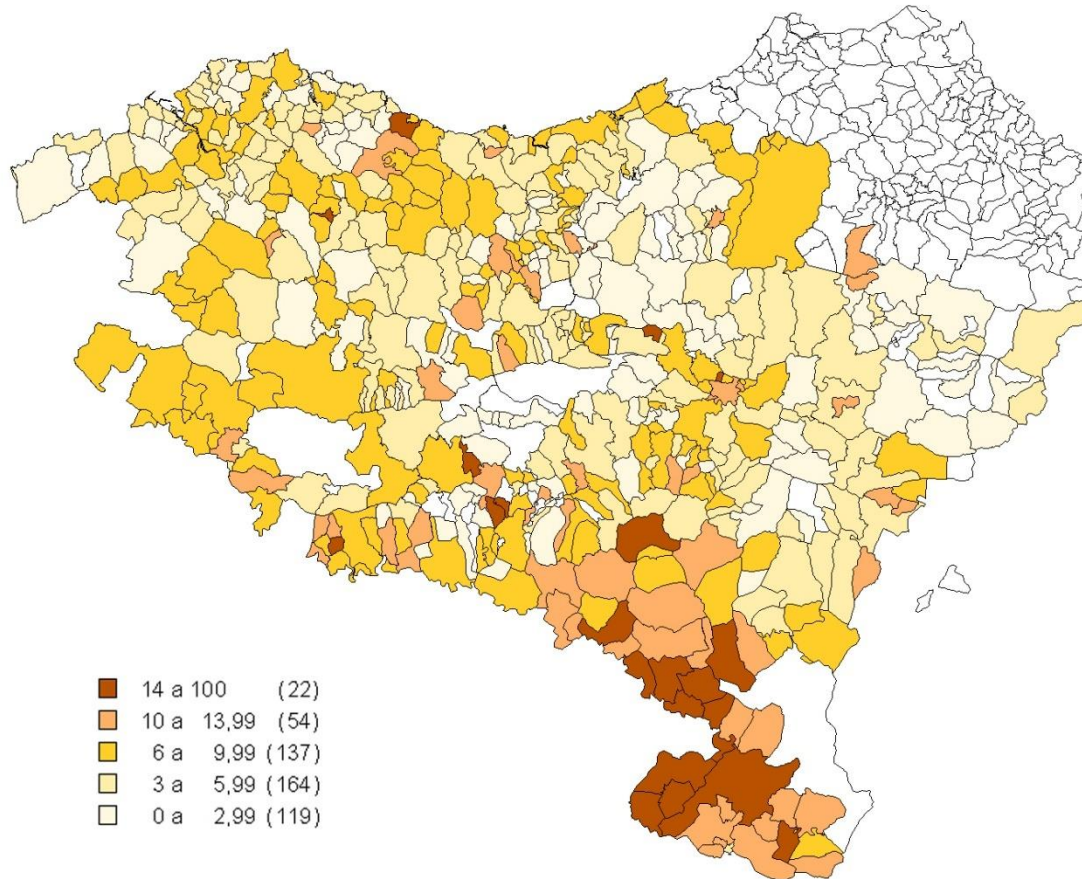 14 a 100 (22)
10 a 13,99 (54)
6 a 9,99 (137)
3 a 5,99 (164)
0 a 2,99 (119)